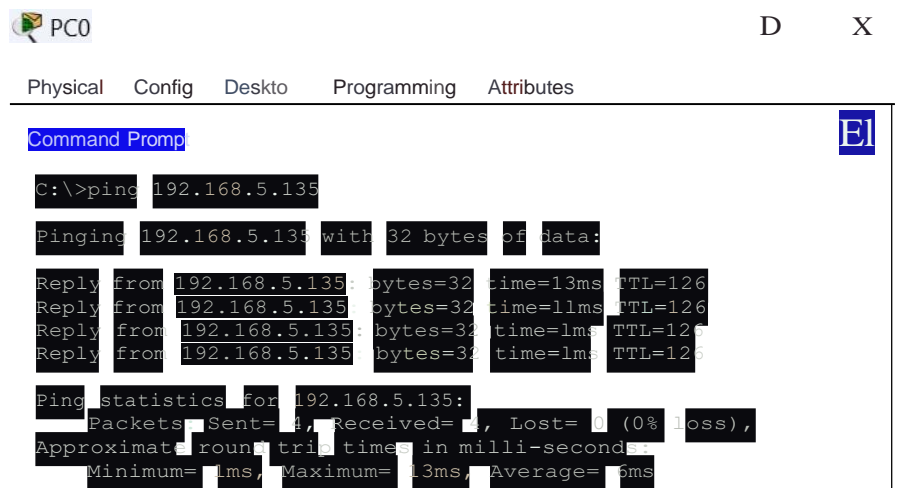 PC0 D X
Physical Config Deskto Programming Attributes
Command Prompt
El
C:\>ping 192.168.5.135
Pinging 192.168.5.135 with 32 bytes of data:
Reply from 192.168.5.135: bytes=32 time=13ms TTL=126
Reply from 192.168.5.135: bytes=32 time=llms TTL=126
Reply from 192.168.5.135: bytes=32 time=lms TTL=126
Reply from 192.168.5.135: bytes=32 time=lms TTL=126
Ping statistics for 192.168.5.135:
Packets: Sent= 4, Received= 4, Lost= 0 (0% loss),
Approximate round trip times in milli-seconds:
Minimum= 1ms, Maximum= 13ms, Average= 6ms